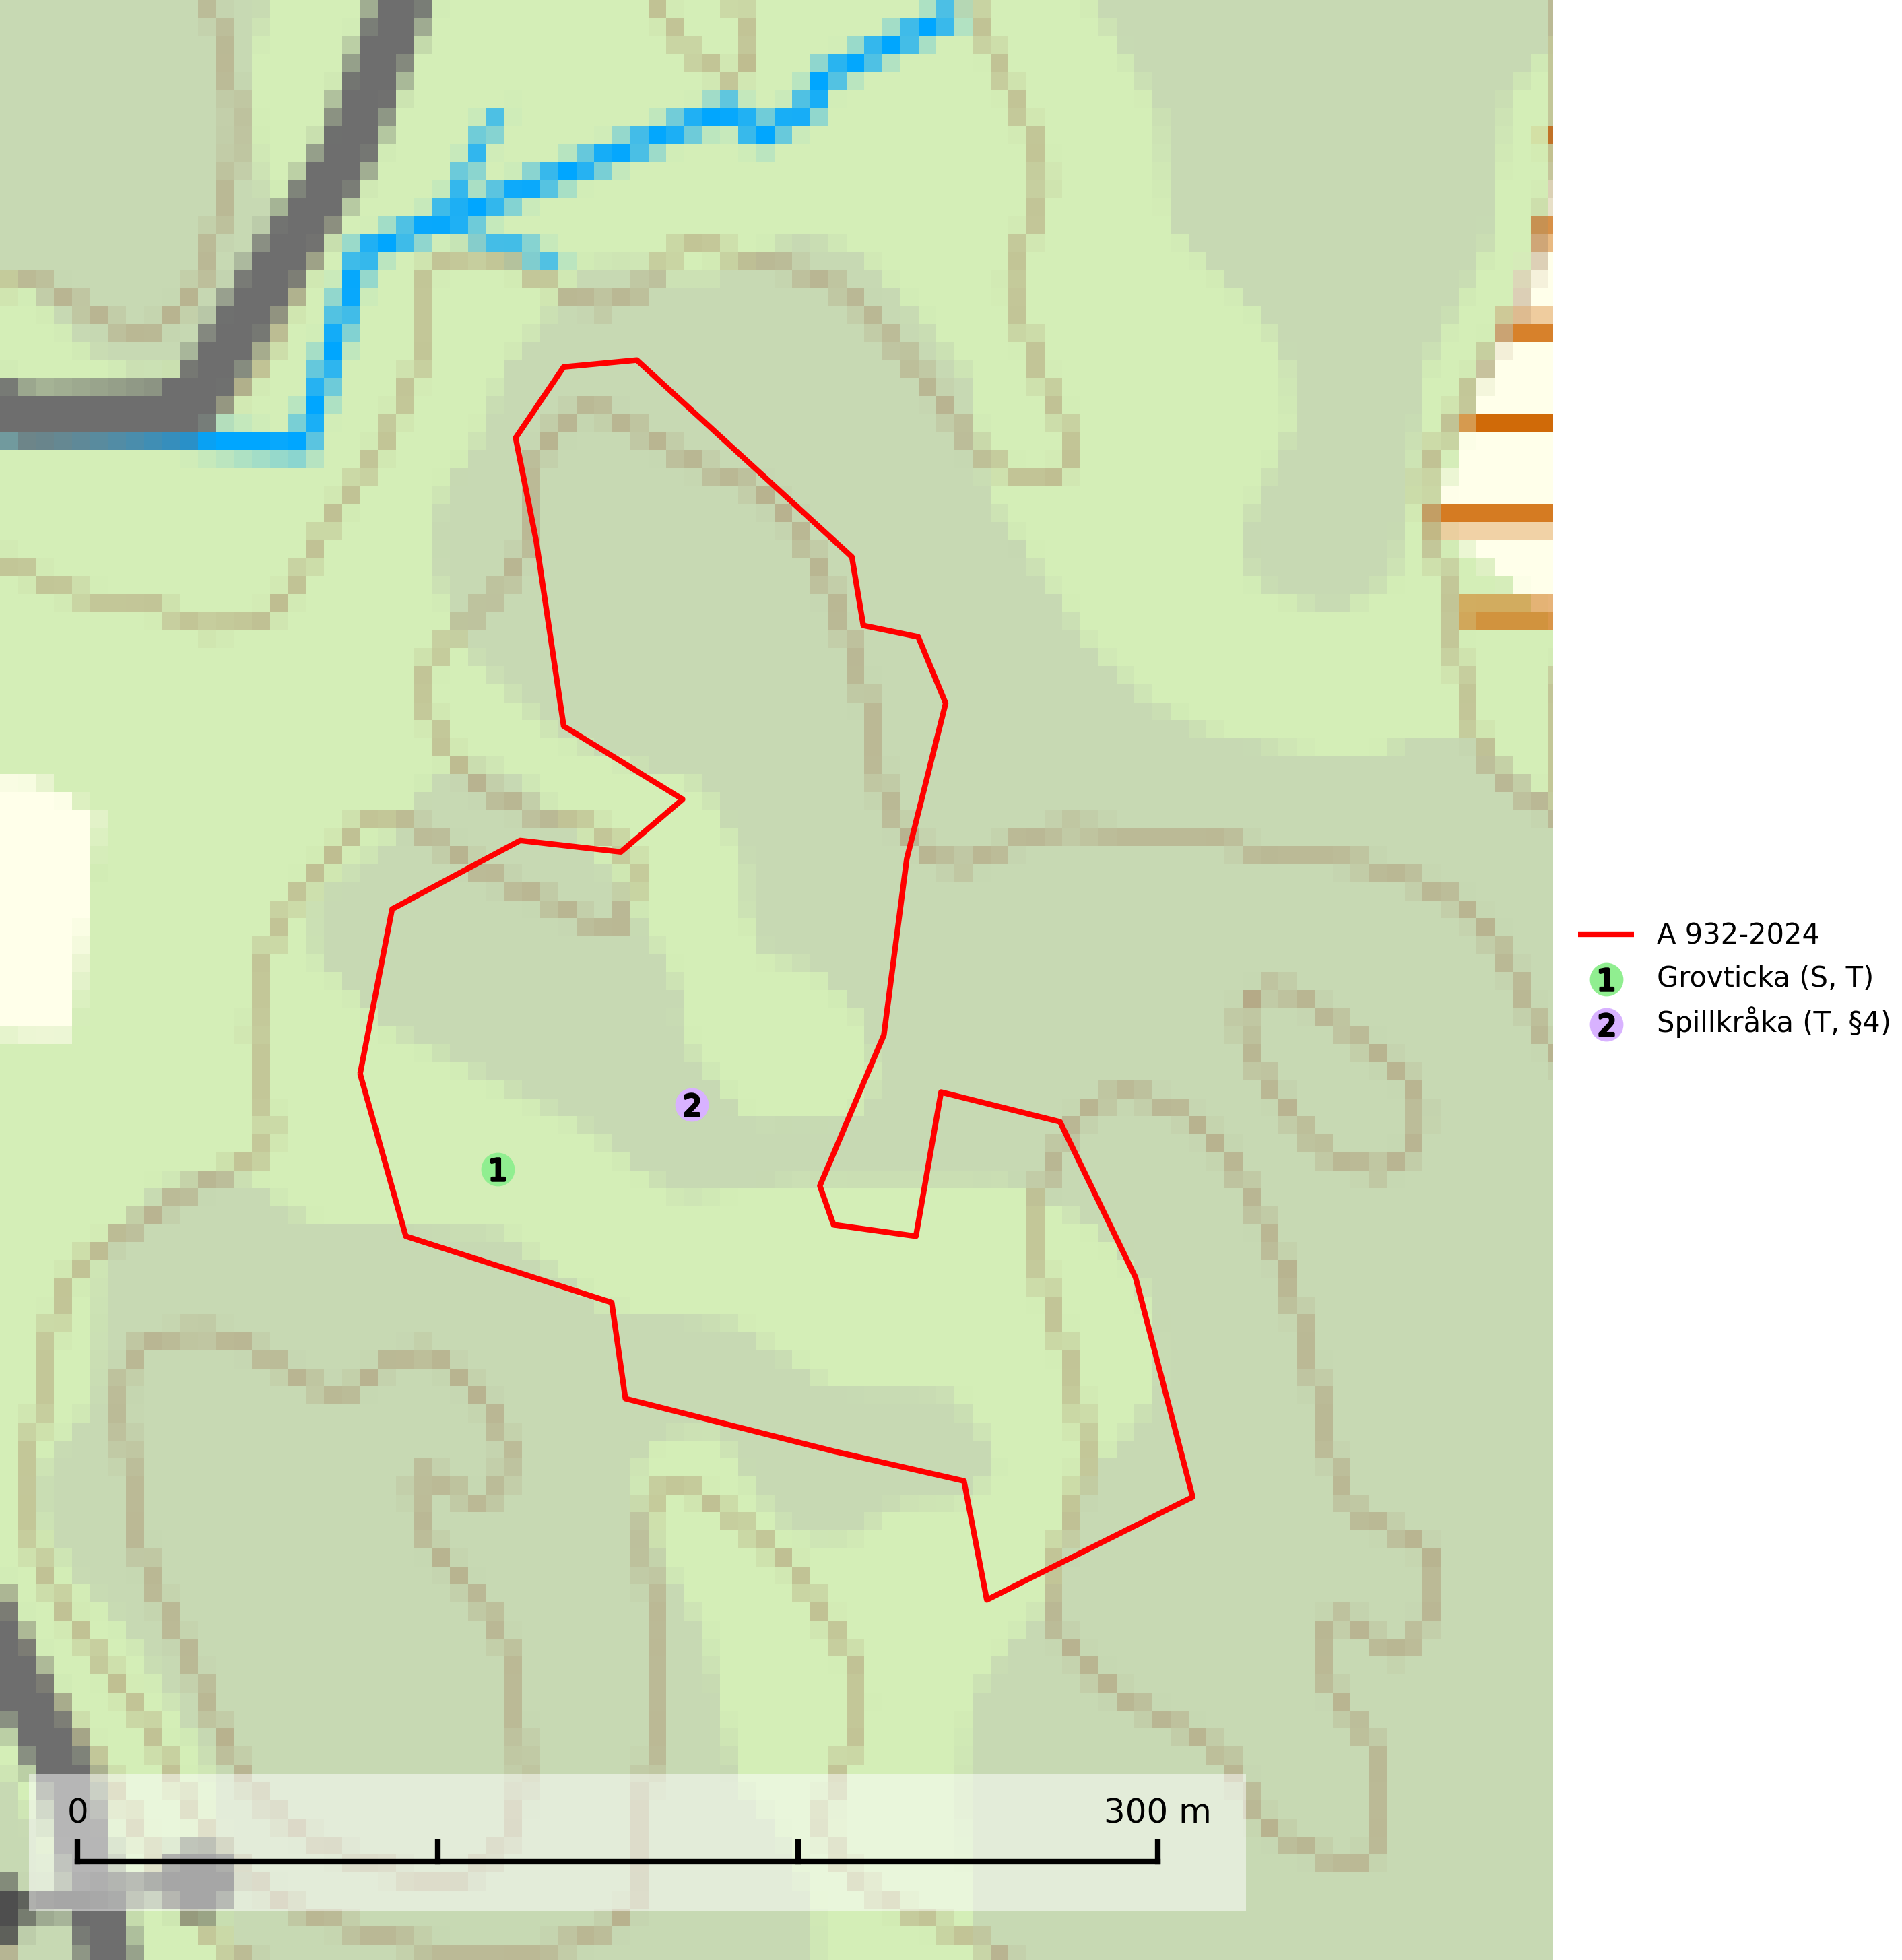 A 932-2024
1 Grovticka (S, T)
2 Spillkråka (T, §4)
2
1
0 300 m